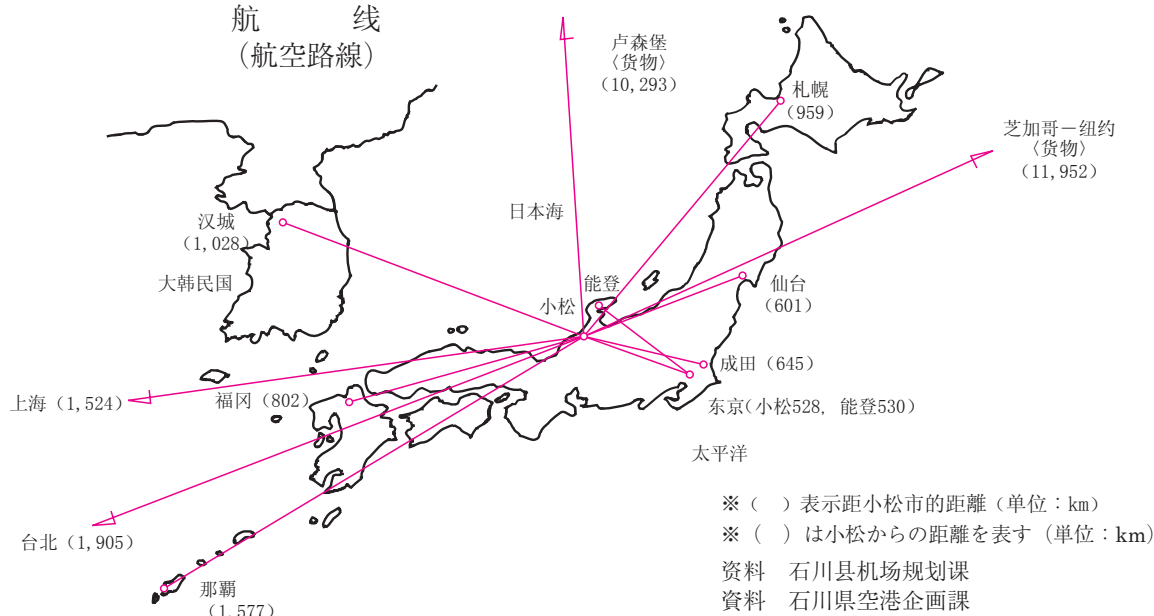 航 线
(航空路線)
卢森堡
〈货物〉
(10,293)
札幌
(959)
芝加哥－纽约
〈货物〉
(11,952)
日本海
汉城
(1,028)
大韩民国
能登
小松
仙台
(601)
成田 (645)
上海 (1,524)
福冈 (802)
东京(小松528, 能登530)
太平洋
台北 (1,905)
那覇
(1,577)
※ (　) 表示距小松市的距離 (单位：km)
※ (　) は小松からの距離を表す (単位：km)
资料　石川县机场规划课
資料　石川県空港企画課